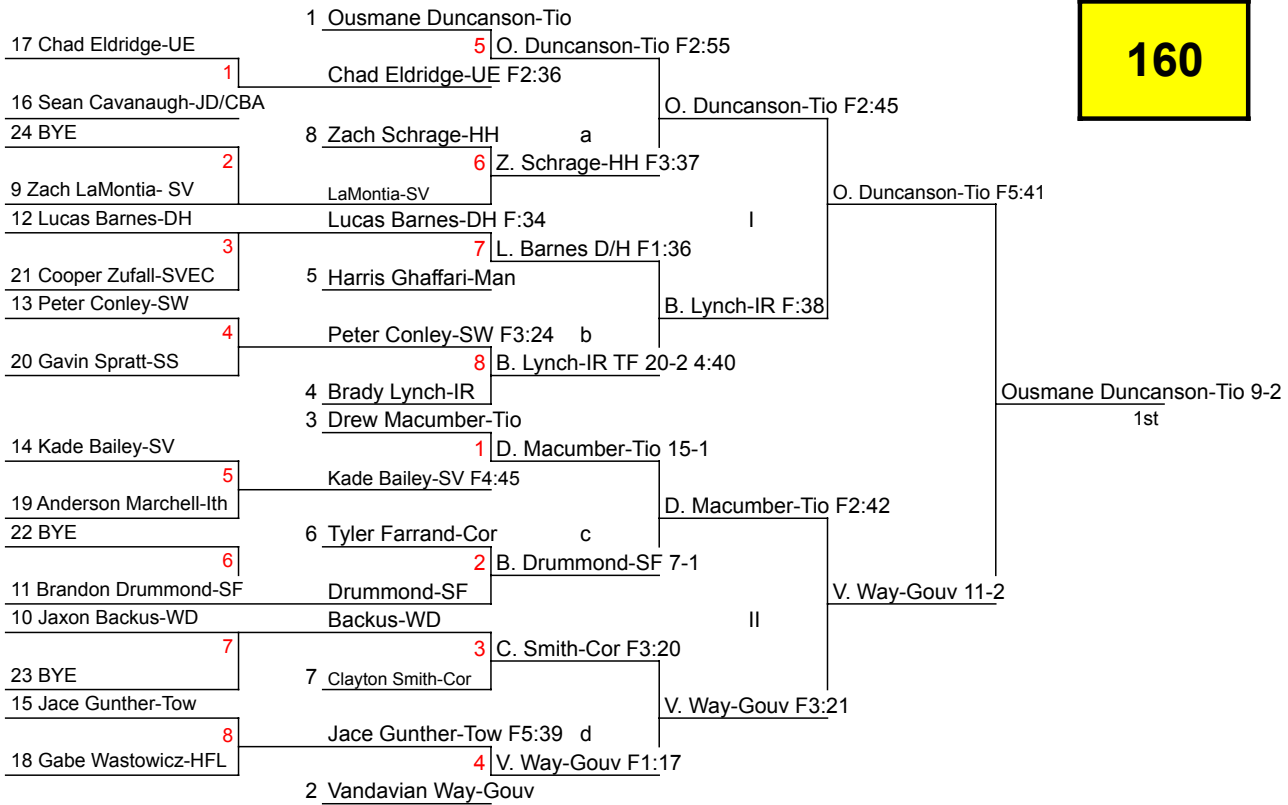 1 Ousmane Duncanson-Tio
160
17 Chad Eldridge-UE
5 O. Duncanson-Tio F2:55
1 Chad Eldridge-UE F2:36
16 Sean Cavanaugh-JD/CBA
O. Duncanson-Tio F2:45
24 BYE
8 Zach Schrage-HH a
2
6 Z. Schrage-HH F3:37
9 Zach LaMontia- SV
LaMontia-SV
O. Duncanson-Tio F5:41
12 Lucas Barnes-DH
Lucas Barnes-DH F:34 I
3
7 L. Barnes D/H F1:36
21 Cooper Zufall-SVEC
5 Harris Ghaffari-Man
13 Peter Conley-SW
B. Lynch-IR F:38
4 Peter Conley-SW F3:24 b
20 Gavin Spratt-SS
8 B. Lynch-IR TF 20-2 4:40
4 Brady Lynch-IR
Ousmane Duncanson-Tio 9-2
3 Drew Macumber-Tio
1st
14 Kade Bailey-SV
1 D. Macumber-Tio 15-1
5 Kade Bailey-SV F4:45
19 Anderson Marchell-Ith
D. Macumber-Tio F2:42
22 BYE
6 Tyler Farrand-Cor c
6
2 B. Drummond-SF 7-1
11 Brandon Drummond-SF
Drummond-SF
V. Way-Gouv 11-2
10 Jaxon Backus-WD
Backus-WD II
7
3 C. Smith-Cor F3:20
23 BYE
7 Clayton Smith-Cor
15 Jace Gunther-Tow
V. Way-Gouv F3:21
8 Jace Gunther-Tow F5:39 d
18 Gabe Wastowicz-HFL
4 V. Way-Gouv F1:17
2 Vandavian Way-Gouv